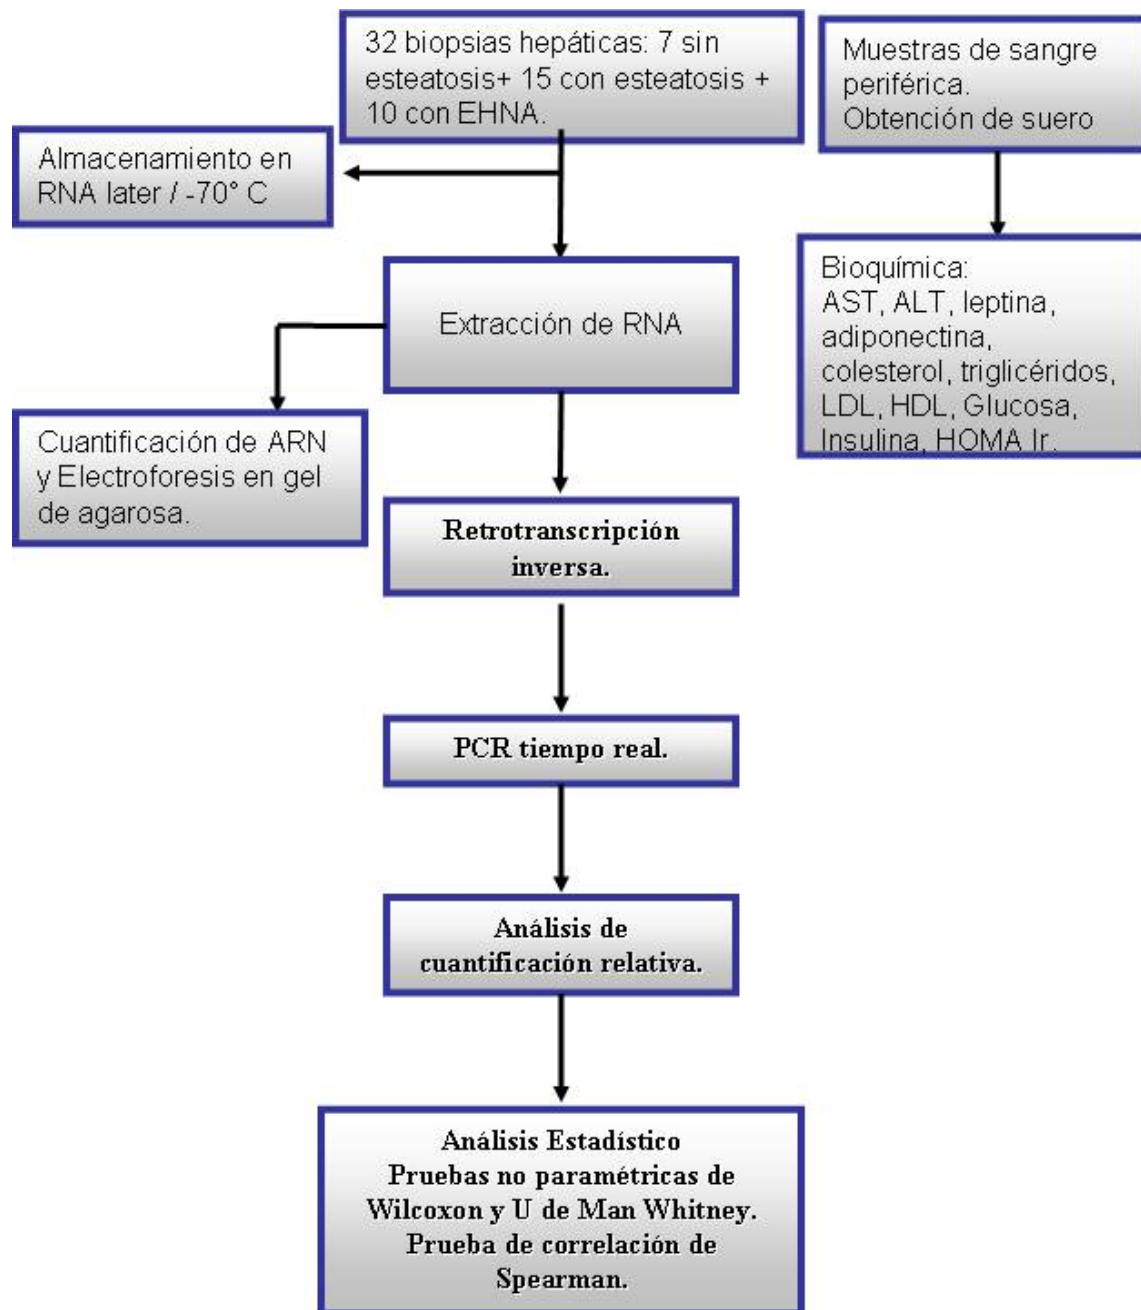 32 biopsias hepáticas: 7 sin
esteatosis+ 15 con esteatosis +
10 con EHNA.
Muestras de sangre
periférica.
Obtención de suero
Almacenamiento en
RNA later / -70° C
Bioquímica:
AST, ALT, leptina,
adiponectina,
colesterol, triglicéridos,
LDL, HDL, Glucosa,
Insulina, HOMA Ir.
Extracción de RNA
Cuantificación de ARN
y Electroforesis en gel
de agarosa.
Retrotranscripción
inversa.
PCR tiempo real.
Análisis de
cuantificación relativa.
Análisis Estadístico
Pruebas no paramétricas de
Wilcoxon y U de Man Whitney.
Prueba de correlación de
Spearman.